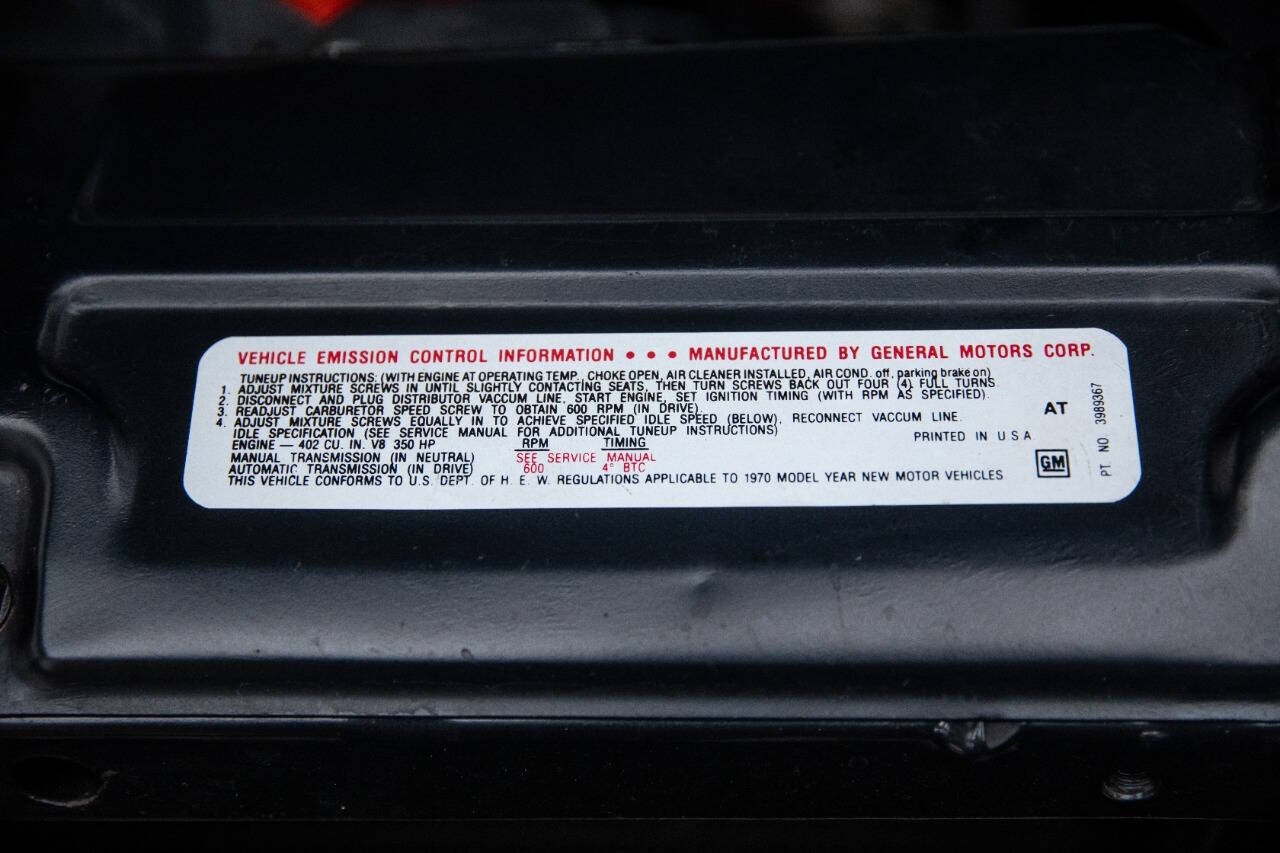 VEHICLE EMISSION CONTROL INFORMATION • • • MANUFACTURED BY GENERAL MOTORS CORP.
TUNEUP INSTRUCTIONS: (WITH ENGINE AT OPERATING TEMP., CHOKE OPEN, AIR CLEANER INSTALLED, AIR COND. off, parking brake on)
1. ADJUST MIXTURE SCREWS IN UNTIL SLIGHTLY CONTACTING SEATS, THEN TURN SCREWS BACK OUT FOUR (4) FULL TURNS.
2. DISCONNECT AND PLUG DISTRIBUTOR VACCUM LINE. START ENGINE, SET IGNITION TIMING (WITH RPM AS SPECIFIED).
3. READJUST CARBURETOR SPEED SCREW TO OBTAIN 600 RPM (IN DRIVE).
4. ADJUST MIXTURE SCREWS EQUALLY IN TO ACHIEVE SPECIFIED IDLE SPEED (BELOW), RECONNECT VACCUM LINE.
IDLE SPECIFICATION (SEE SERVICE MANUAL FOR ADDITIONAL TUNEUP INSTRUCTIONS)
ENGINE — 402 CU. IN. V8 350 HP RPM TIMING
MANUAL TRANSMISSION (IN NEUTRAL) SEE SERVICE MANUAL
AUTOMATIC TRANSMISSION (IN DRIVE) 600 4° BTC
THIS VEHICLE CONFORMS TO U.S. DEPT. OF H. E. W. REGULATIONS APPLICABLE TO 1970 MODEL YEAR NEW MOTOR VEHICLES
PRINTED IN U.S.A.
AT
GM
PT. NO. 3989367